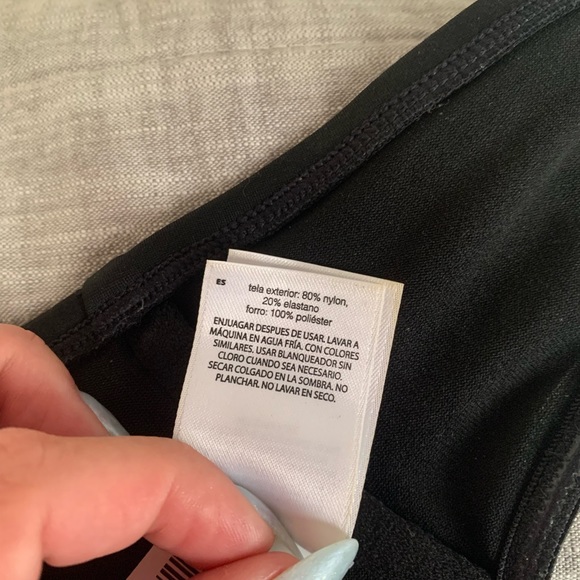 ES
tela exterior: 80% nylon,
20% elastano
forro: 100% poliéster
ENJUAGAR DESPUES DE USAR. LAVAR A
MÁQUINA EN AGUA FRÍA. CON COLORES
SIMILARES. USAR BLANQUEADOR SIN
CLORO CUANDO SEA NECESARIO.
SECAR COLGADO EN LA SOMBRA. NO
PLANCHAR. NO LAVAR EN SECO.